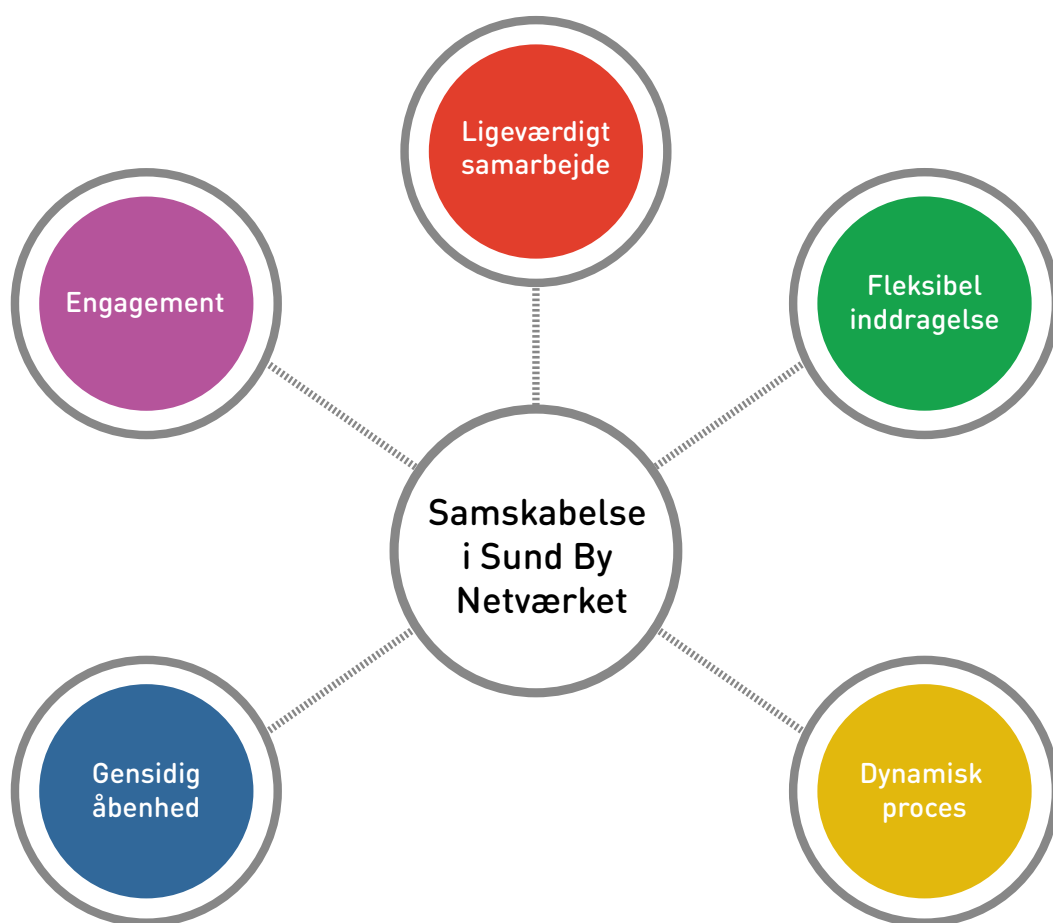 Ligeværdigt
samarbejde
Engagement
Fleksibel
inddragelse
Samskabelse
i Sund By
Netværket
Gensidig
åbenhed
Dynamisk
proces